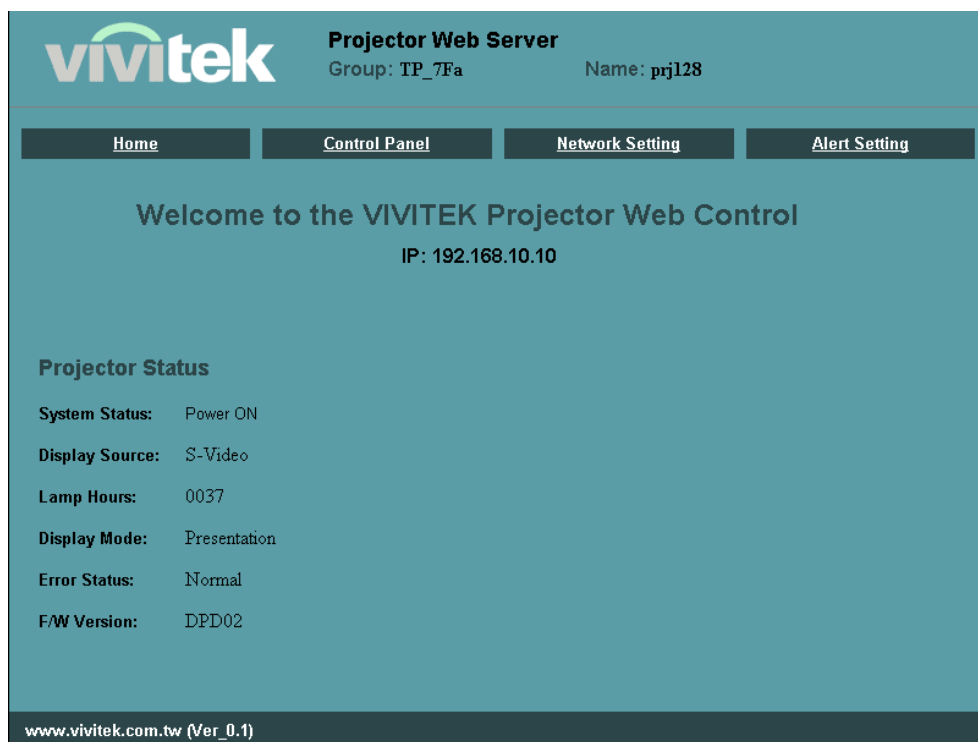 vivitek
Projector Web Server
Group: TP_7Fa Name: prj128
Home Control Panel Network Setting Alert Setting
Welcome to the VIVITEK Projector Web Control
IP: 192.168.10.10
Projector Status
System Status: Power ON
Display Source: S-Video
Lamp Hours: 0037
Display Mode: Presentation
Error Status: Normal
F/W Version: DPD02
www.vivitek.com.tw (Ver_0.1)